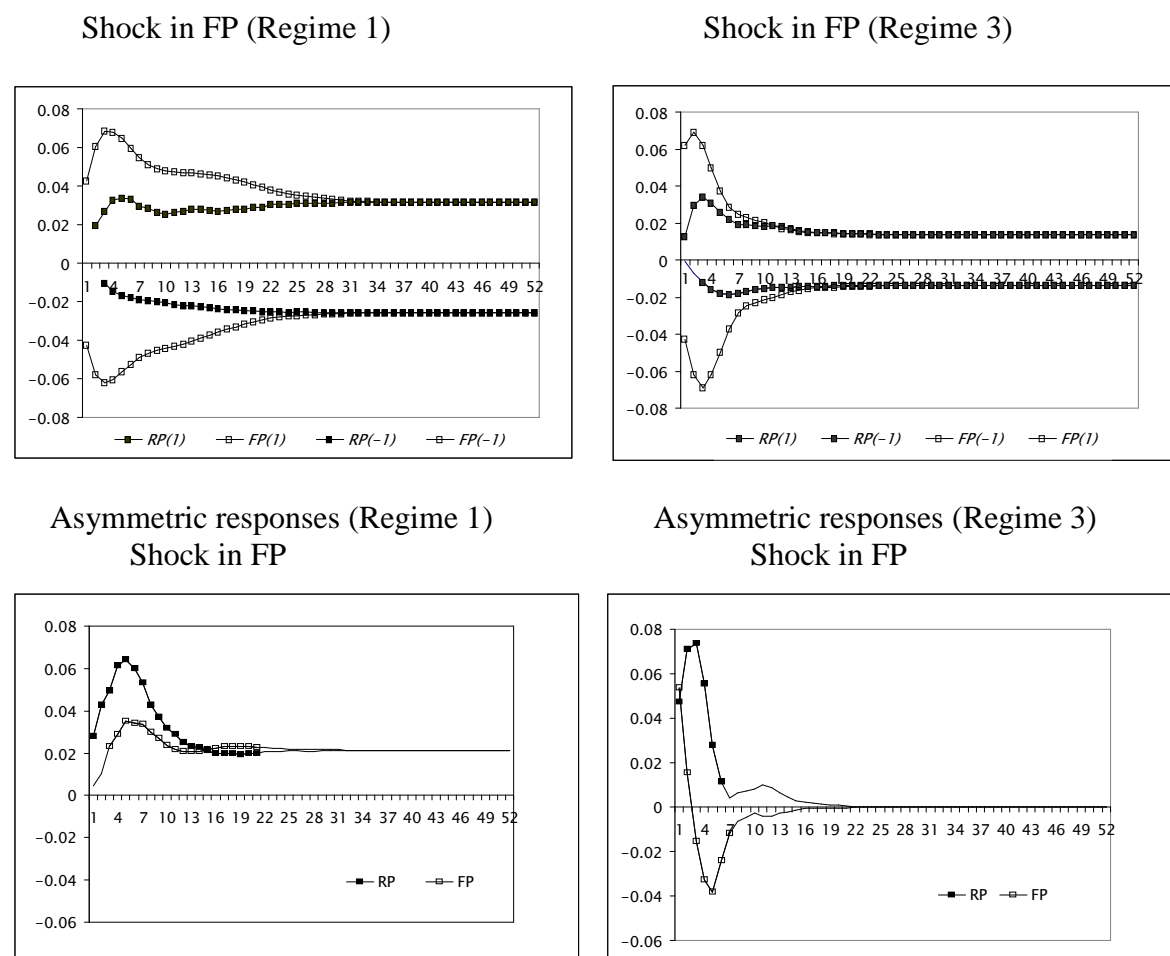 Shock in FP (Regime 1)
0.08
0.06
0.04
0.02
0
-0.02
-0.04
-0.06
-0.08
1 4 7 10 13 16 19 22 25 28 31 34 37 40 43 46 49 52
RP(1) FP(1) RP(-1) FP(-1)
Shock in FP (Regime 3)
0.08
0.06
0.04
0.02
0
-0.02
-0.04
-0.06
-0.08
1 4 7 10 13 16 19 22 25 28 31 34 37 40 43 46 49 52
RP(1) RP(-1) FP(-1) FP(1)
Asymmetric responses (Regime 1)
Shock in FP
0.08
0.06
0.04
0.02
0
-0.02
-0.04
-0.06
1 4 7 10 13 16 19 22 25 28 31 34 37 40 43 46 49 52
RP FP
Asymmetric responses (Regime 3)
Shock in FP
0.08
0.06
0.04
0.02
0
-0.02
-0.04
-0.06
1 4 7 10 13 16 19 22 25 28 31 34 37 40 43 46 49 52
RP FP